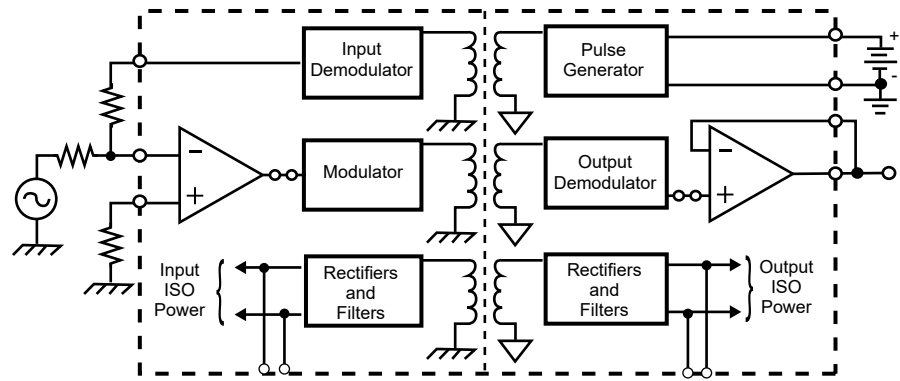 Input
Demodulator
Pulse
Generator
+
-
−
+
Modulator
Output
Demodulator
−
+
Input
ISO
Power
Rectifiers
and
Filters
Rectifiers
and
Filters
Output
ISO
Power